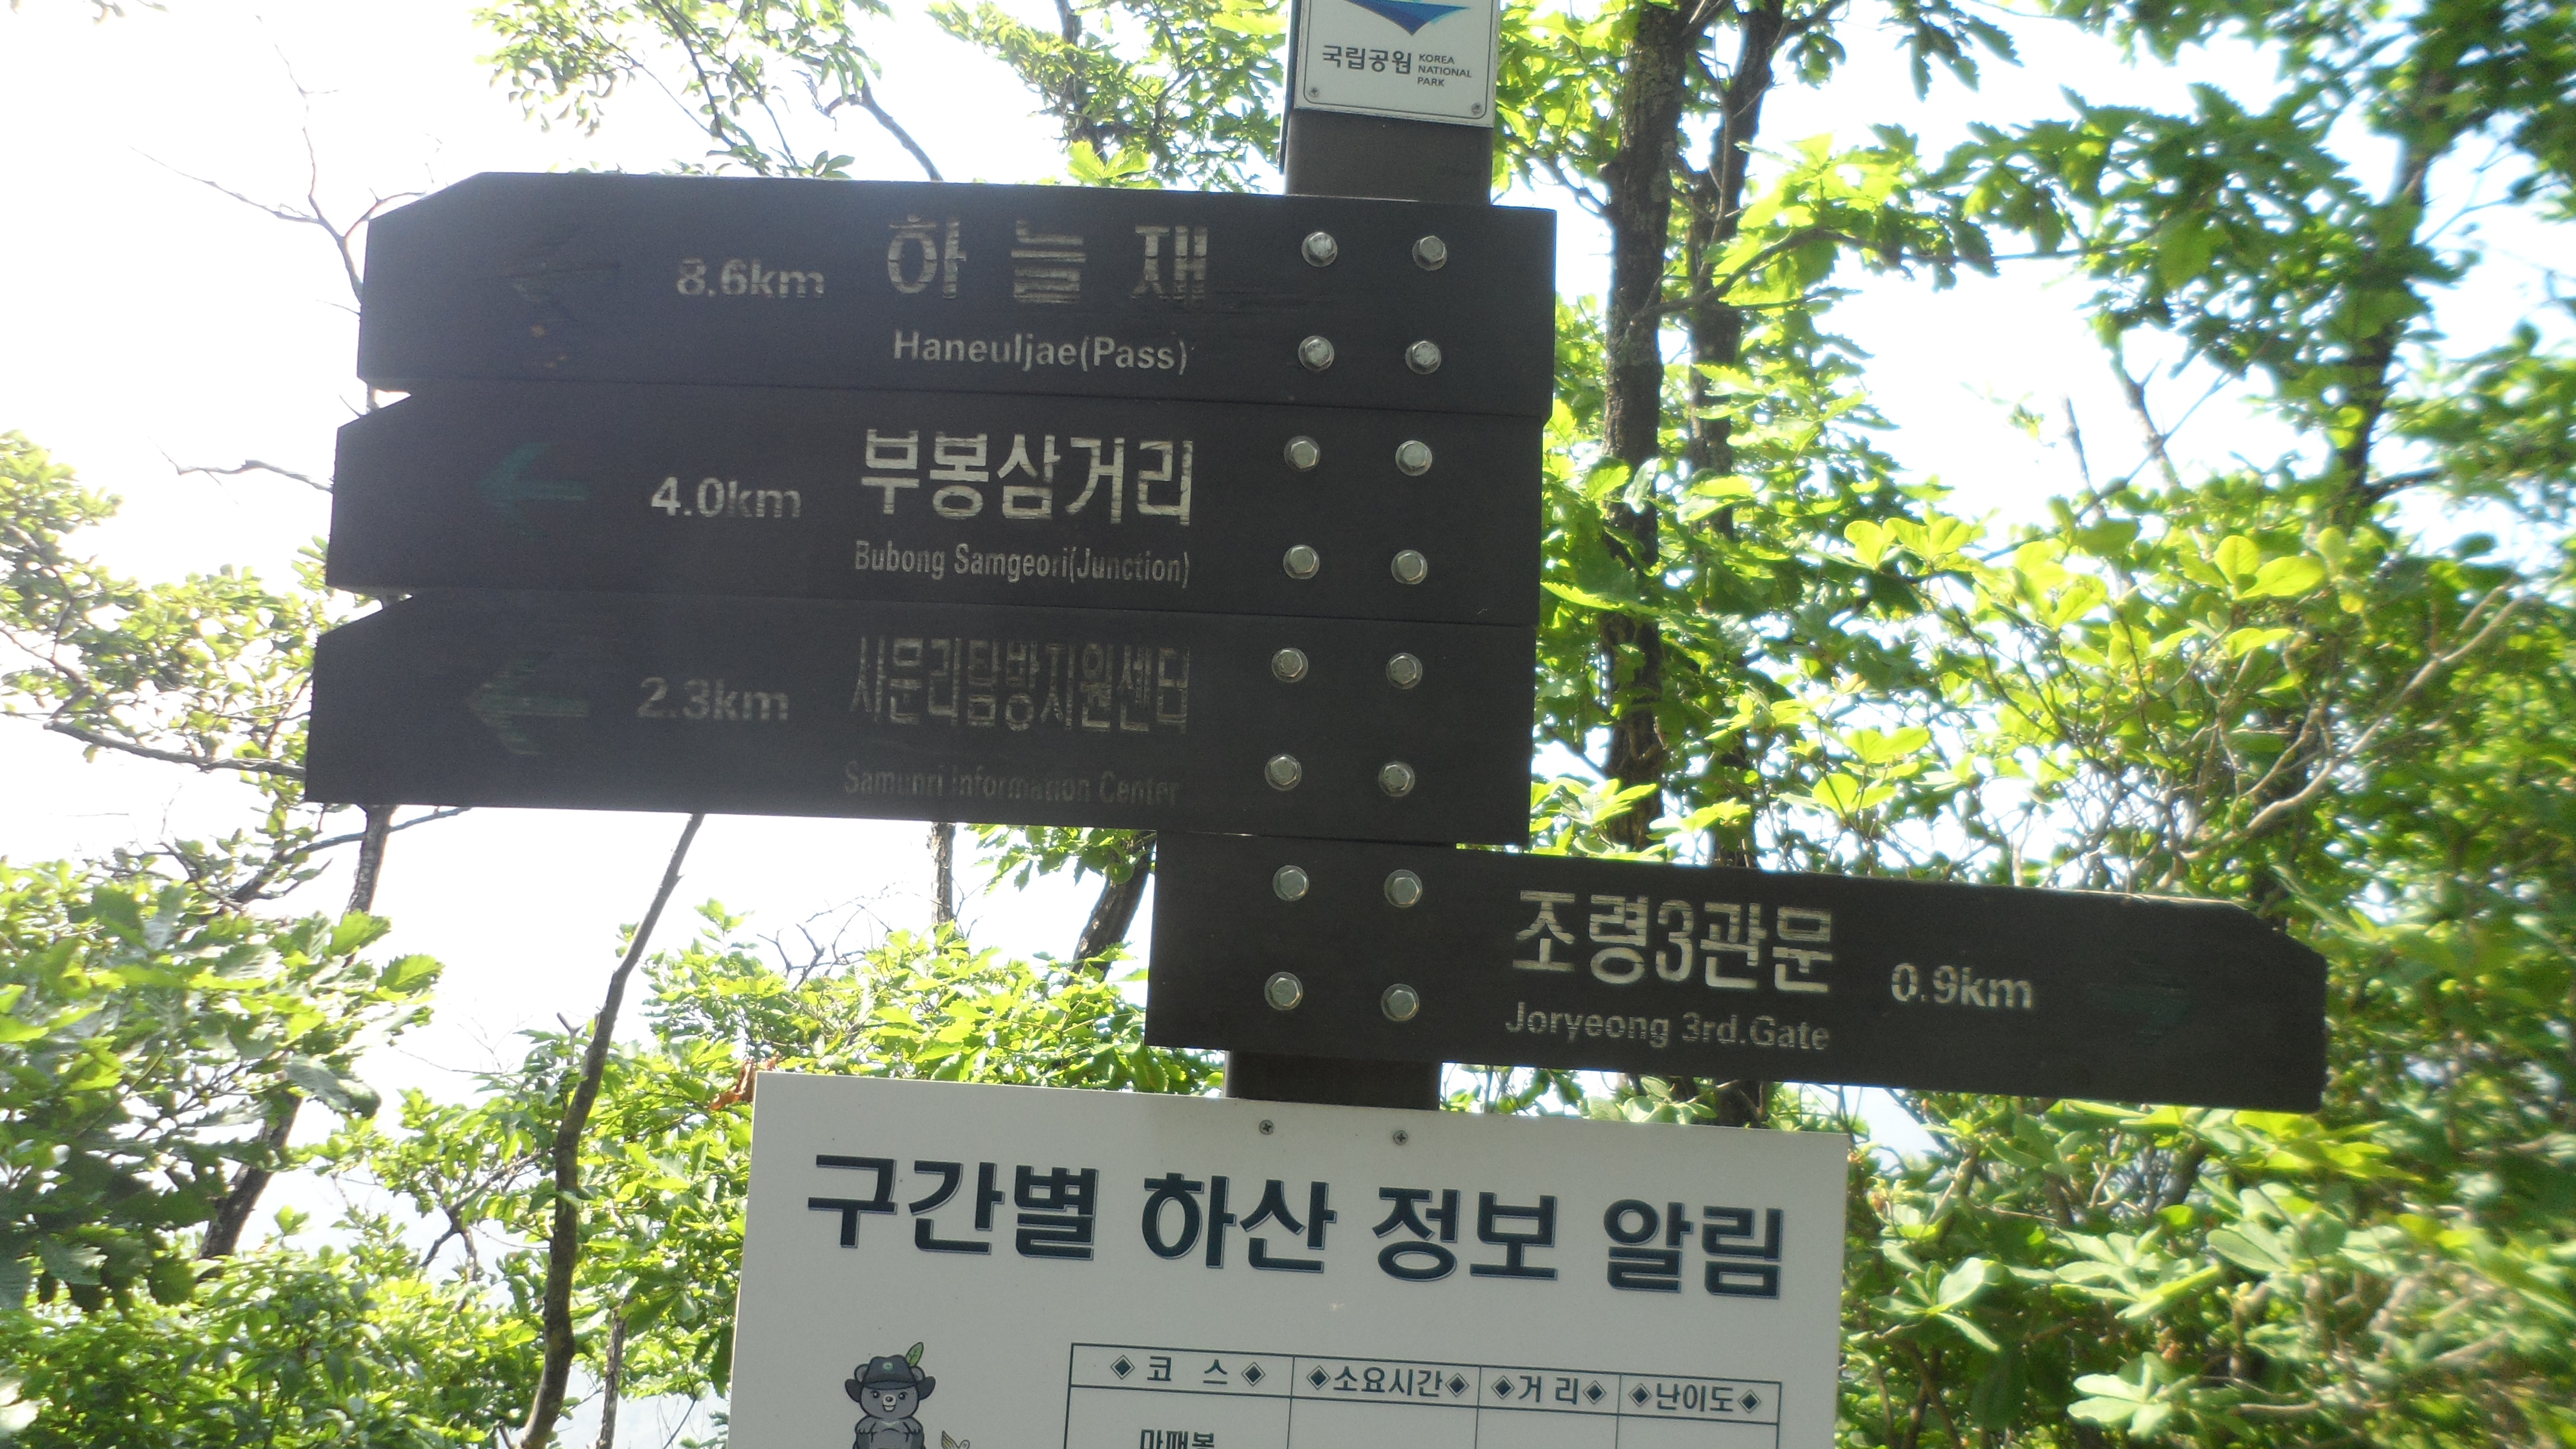 국립공원 KOREA
NATIONAL
PARK
8.6km 하늘재
Haneuljae(Pass)
4.0km 부봉삼거리
Bubong Samgeori(Junction)
2.3km 사문리탐방지원센터
Samunri Information Center
조령3관문 0.9km
Joryeong 3rd.Gate
구간별 하산 정보 알림
◈코 스◈ ◈소요시간◈ ◈거 리◈ ◈난이도◈
마패봉